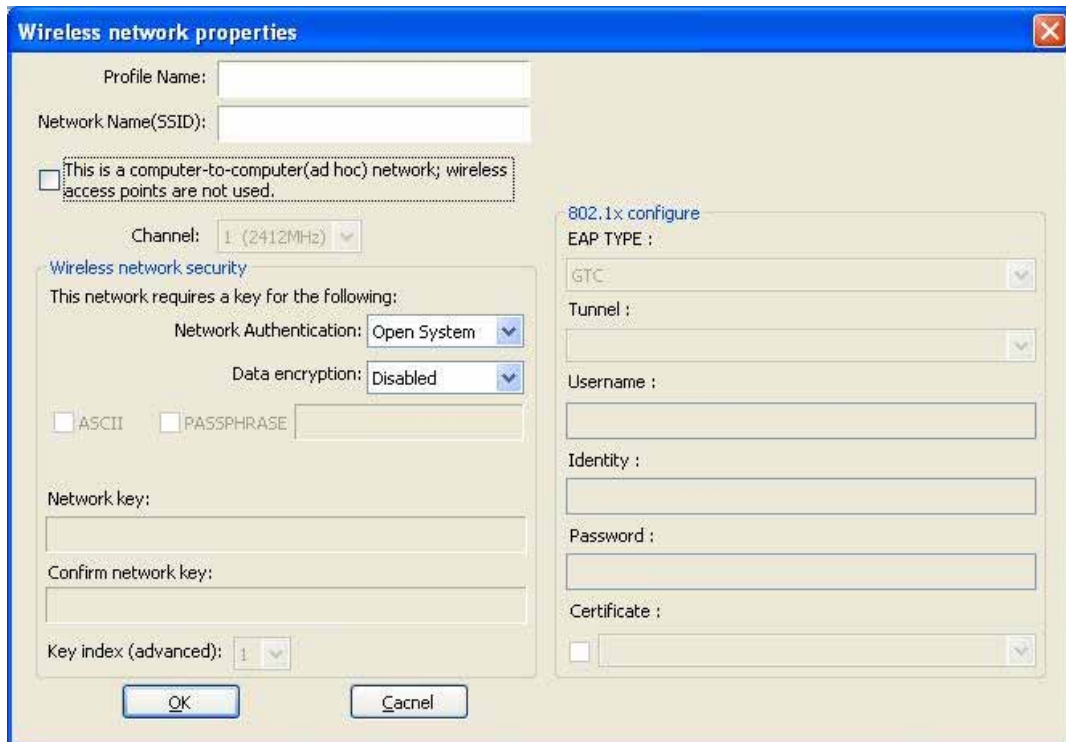 Wireless network properties
Profile Name:
Network Name(SSID):
This is a computer-to-computer(ad hoc) network; wireless
access points are not used.
Channel: 1 (2412MHz)
Wireless network security
This network requires a key for the following:
Network Authentication: Open System
Data encryption: Disabled
ASCII PASSPHRASE
Network key:
Confirm network key:
Key index (advanced): 1
802.1x configure
EAP TYPE :
GTC
Tunnel :
Username :
Identity :
Password :
Certificate :
OK Cacnel